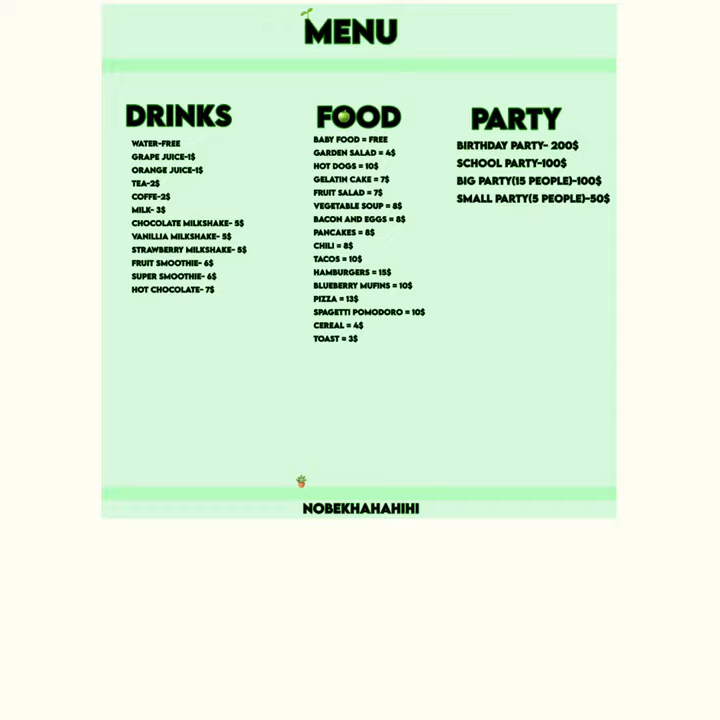 MENU
DRINKS
WATER-FREE
GRAPE JUICE-1$
ORANGE JUICE-1$
TEA-2$
COFFE-2$
MILK- 3$
CHOCOLATE MILKSHAKE- 5$
VANILLIA MILKSHAKE- 5$
STRAWBERRY MILKSHAKE- 5$
FRUIT SMOOTHIE- 6$
SUPER SMOOTHIE- 6$
HOT CHOCOLATE- 7$
FOOD
BABY FOOD = FREE
GARDEN SALAD = 4$
HOT DOGS = 10$
GELATIN CAKE = 7$
FRUIT SALAD = 7$
VEGETABLE SOUP = 8$
BACON AND EGGS = 8$
PANCAKES = 8$
CHILI = 8$
TACOS = 10$
HAMBURGERS = 15$
BLUEBERRY MUFINS = 10$
PIZZA = 13$
SPAGETTI POMODORO = 10$
CEREAL = 4$
TOAST = 3$
PARTY
BIRTHDAY PARTY- 200$
SCHOOL PARTY-100$
BIG PARTY(15 PEOPLE)-100$
SMALL PARTY(5 PEOPLE)-50$
NOBEKHAHAHIHI